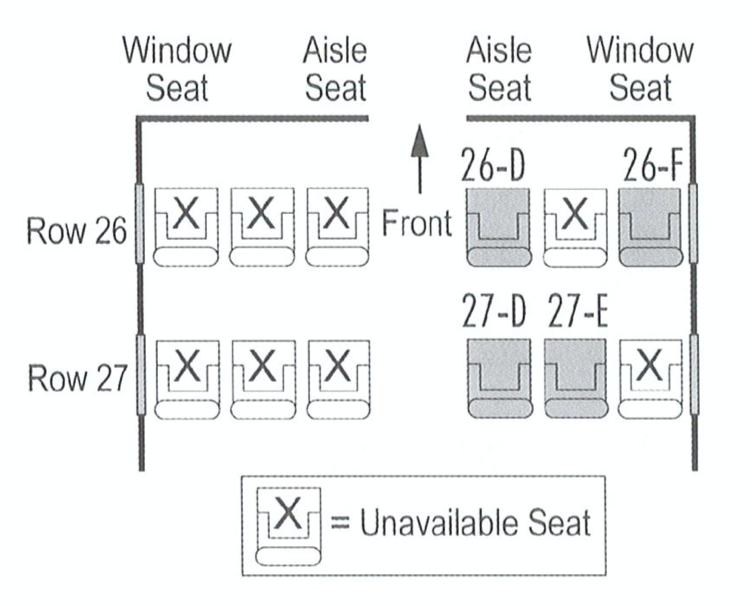 Window Seat
Aisle Seat
Aisle Seat
Window Seat
26-D
26-F
Row 26
X
X
X
Front
X
27-D
27-E
Row 27
X
X
X
X
X = Unavailable Seat